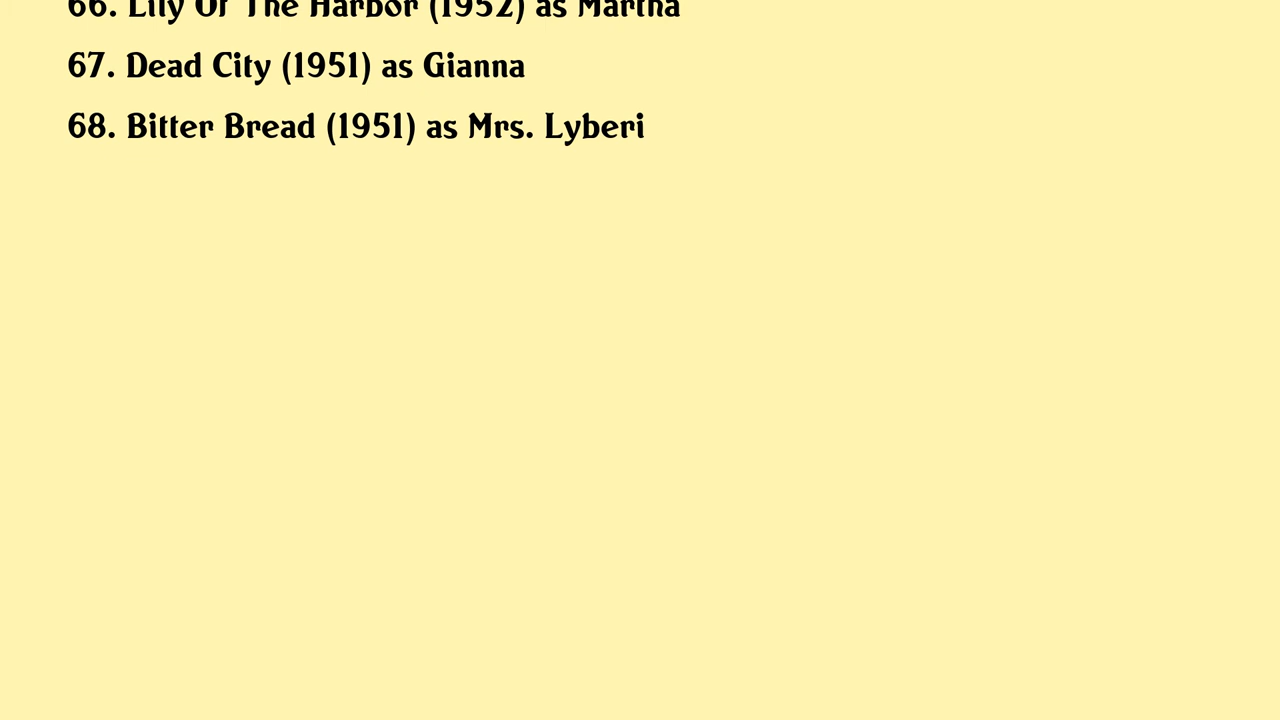 66. Lily Of The Harbor (1952) as Martha
67. Dead City (1951) as Gianna
68. Bitter Bread (1951) as Mrs. Lyberi